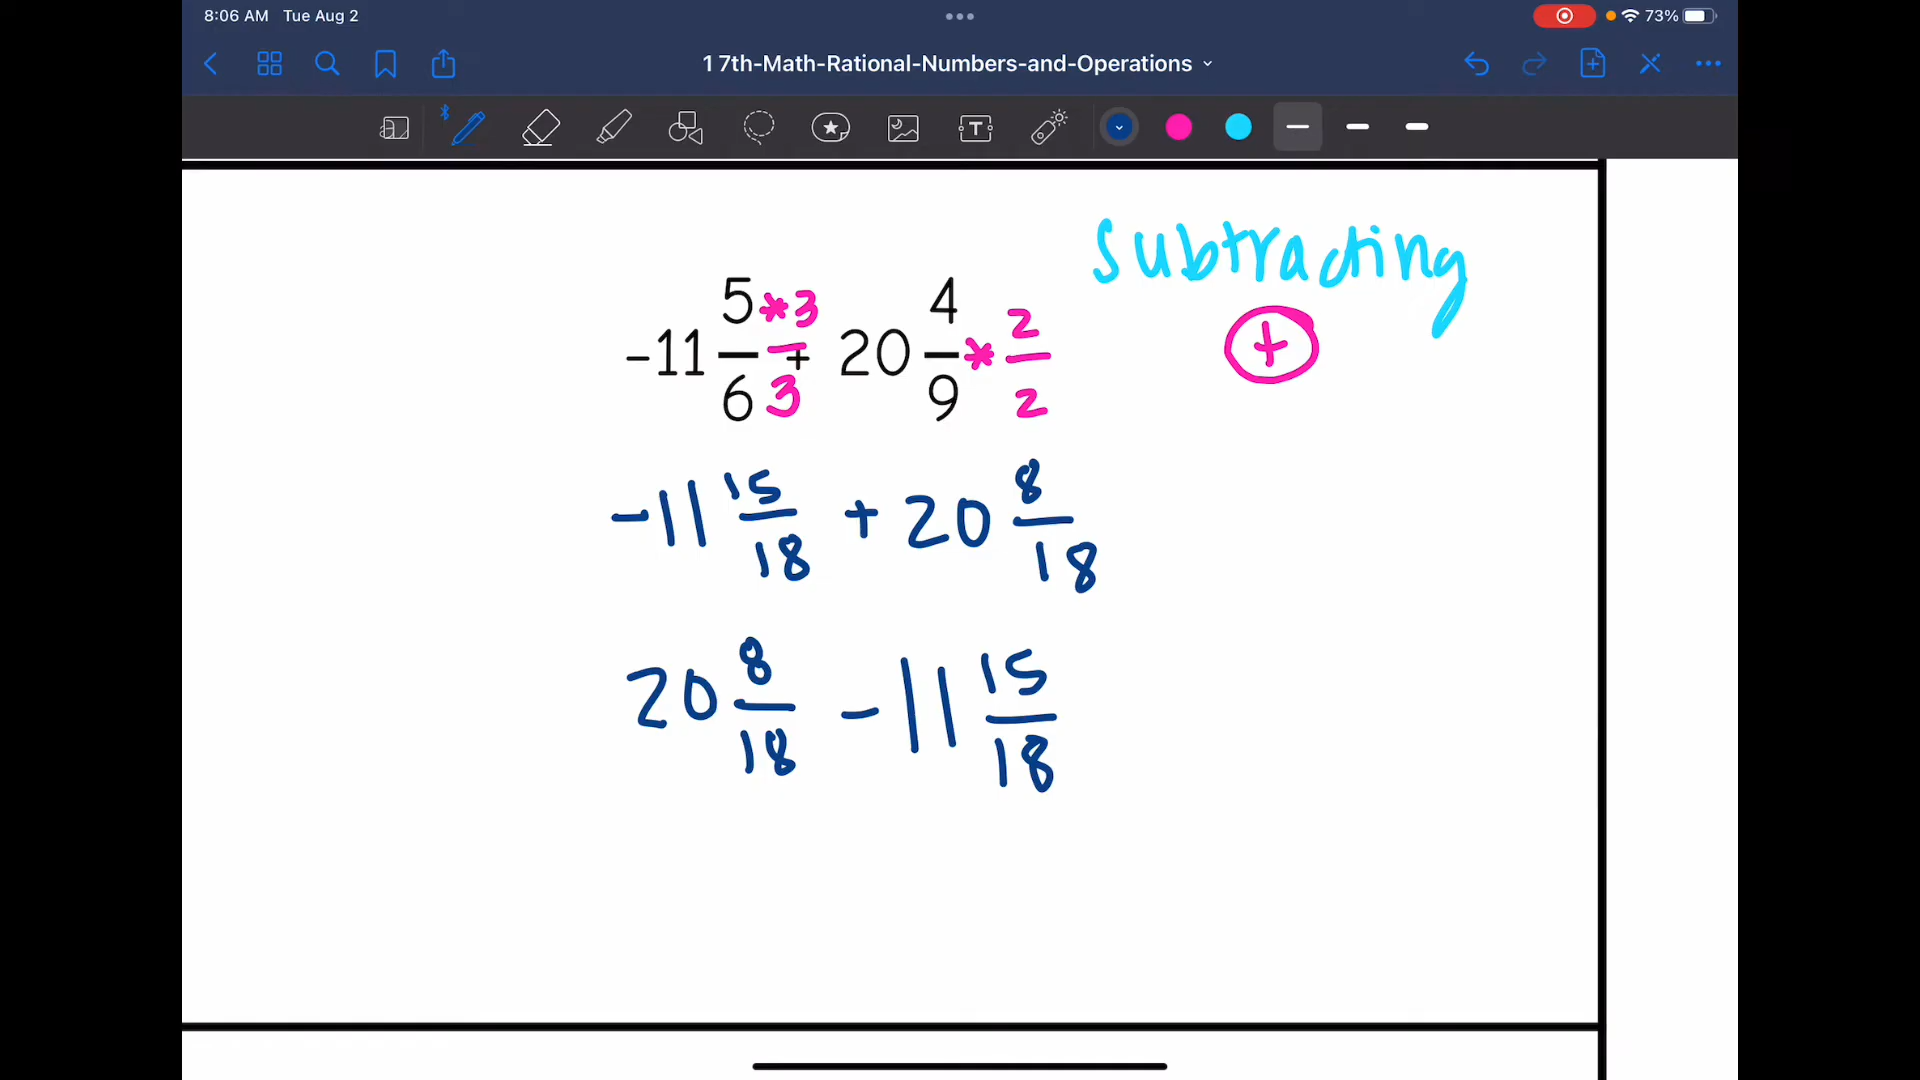 8:06 AM Tue Aug 2
73%
1 7th-Math-Rational-Numbers-and-Operations
Subtracting
-11 5/6 *3/3 + 20 4/9 * 2/2
+
-11 15/18 + 20 8/18
20 8/18 - 11 15/18